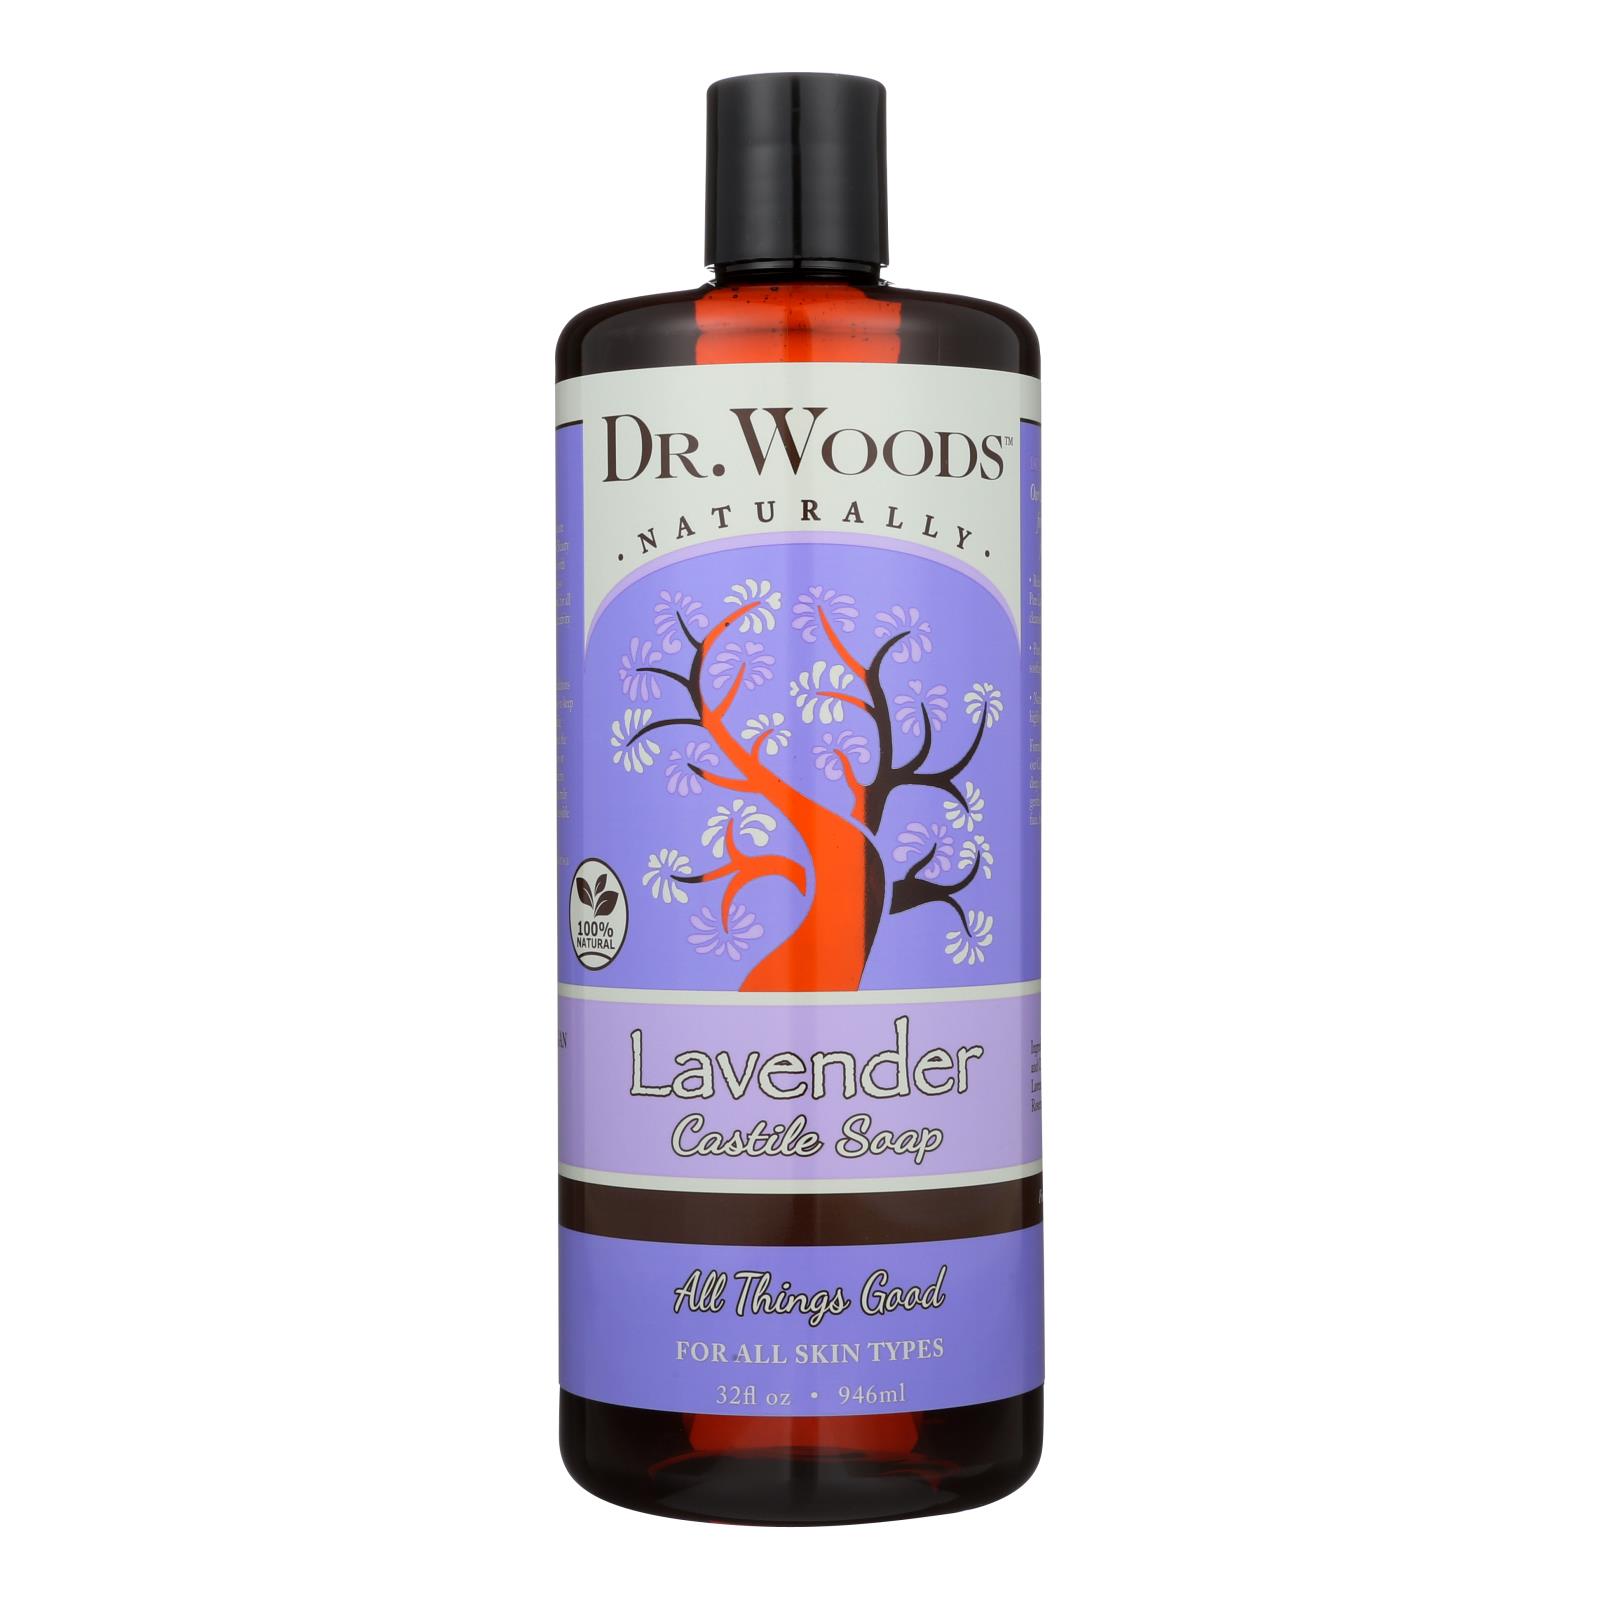 DR. WOODS™
• NATURALLY •
100%
NATURAL
Lavender
Castile Soap
All Things Good
FOR ALL SKIN TYPES
32fl oz • 946ml